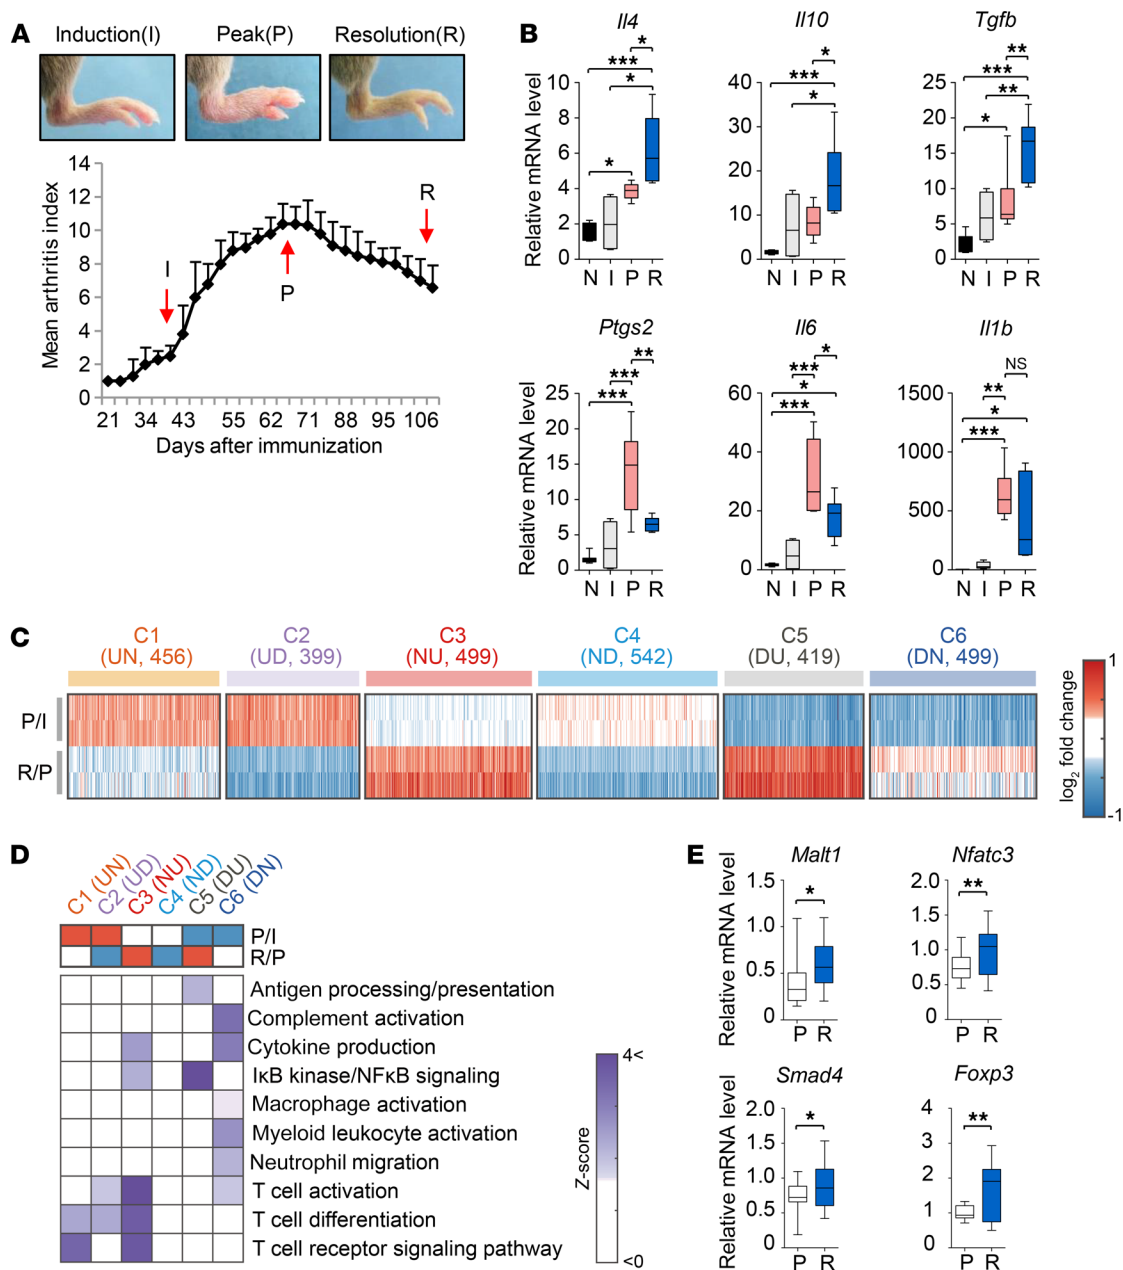 A
Induction(I) Peak(P) Resolution(R)
Mean arthritis index
14
12
10
8
6
4
2
0
I
P
R
21 34 43 55 62 71 88 95 106
Days after immunization
B
Il4 Il10 Tgfb
Relative mRNA level
*
***
*
*
10
8
6
4
2
0
N I P R
*
***
*
40
30
20
10
0
N I P R
**
***
**
*
25
20
15
10
5
0
N I P R
Ptgs2 Il6 Il1b
Relative mRNA level
**
***
***
25
20
15
10
5
0
N I P R
*
***
*
***
60
40
20
0
N I P R
NS
**
*
***
1500
1000
500
0
N I P R
C
C1 C2 C3 C4 C5 C6
(UN, 456) (UD, 399) (NU, 499) (ND, 542) (DU, 419) (DN, 499)
P/I
R/P
log2 fold change
1
-1
D
C1 (UN) C2 (UD) C3 (NU) C4 (ND) C5 (DU) C6 (DN)
P/I
R/P
Antigen processing/presentation
Complement activation
Cytokine production
IκB kinase/NFκB signaling
Macrophage activation
Myeloid leukocyte activation
Neutrophil migration
T cell activation
T cell differentiation
T cell receptor signaling pathway
Z-score
4<
<0
E
Malt1 Nfatc3
Relative mRNA level
*
1.5
1.0
0.5
0
P R
**
2.0
1.5
1.0
0.5
0
P R
Smad4 Foxp3
Relative mRNA level
*
2.0
1.5
1.0
0.5
0
P R
**
4
3
2
1
0
P R